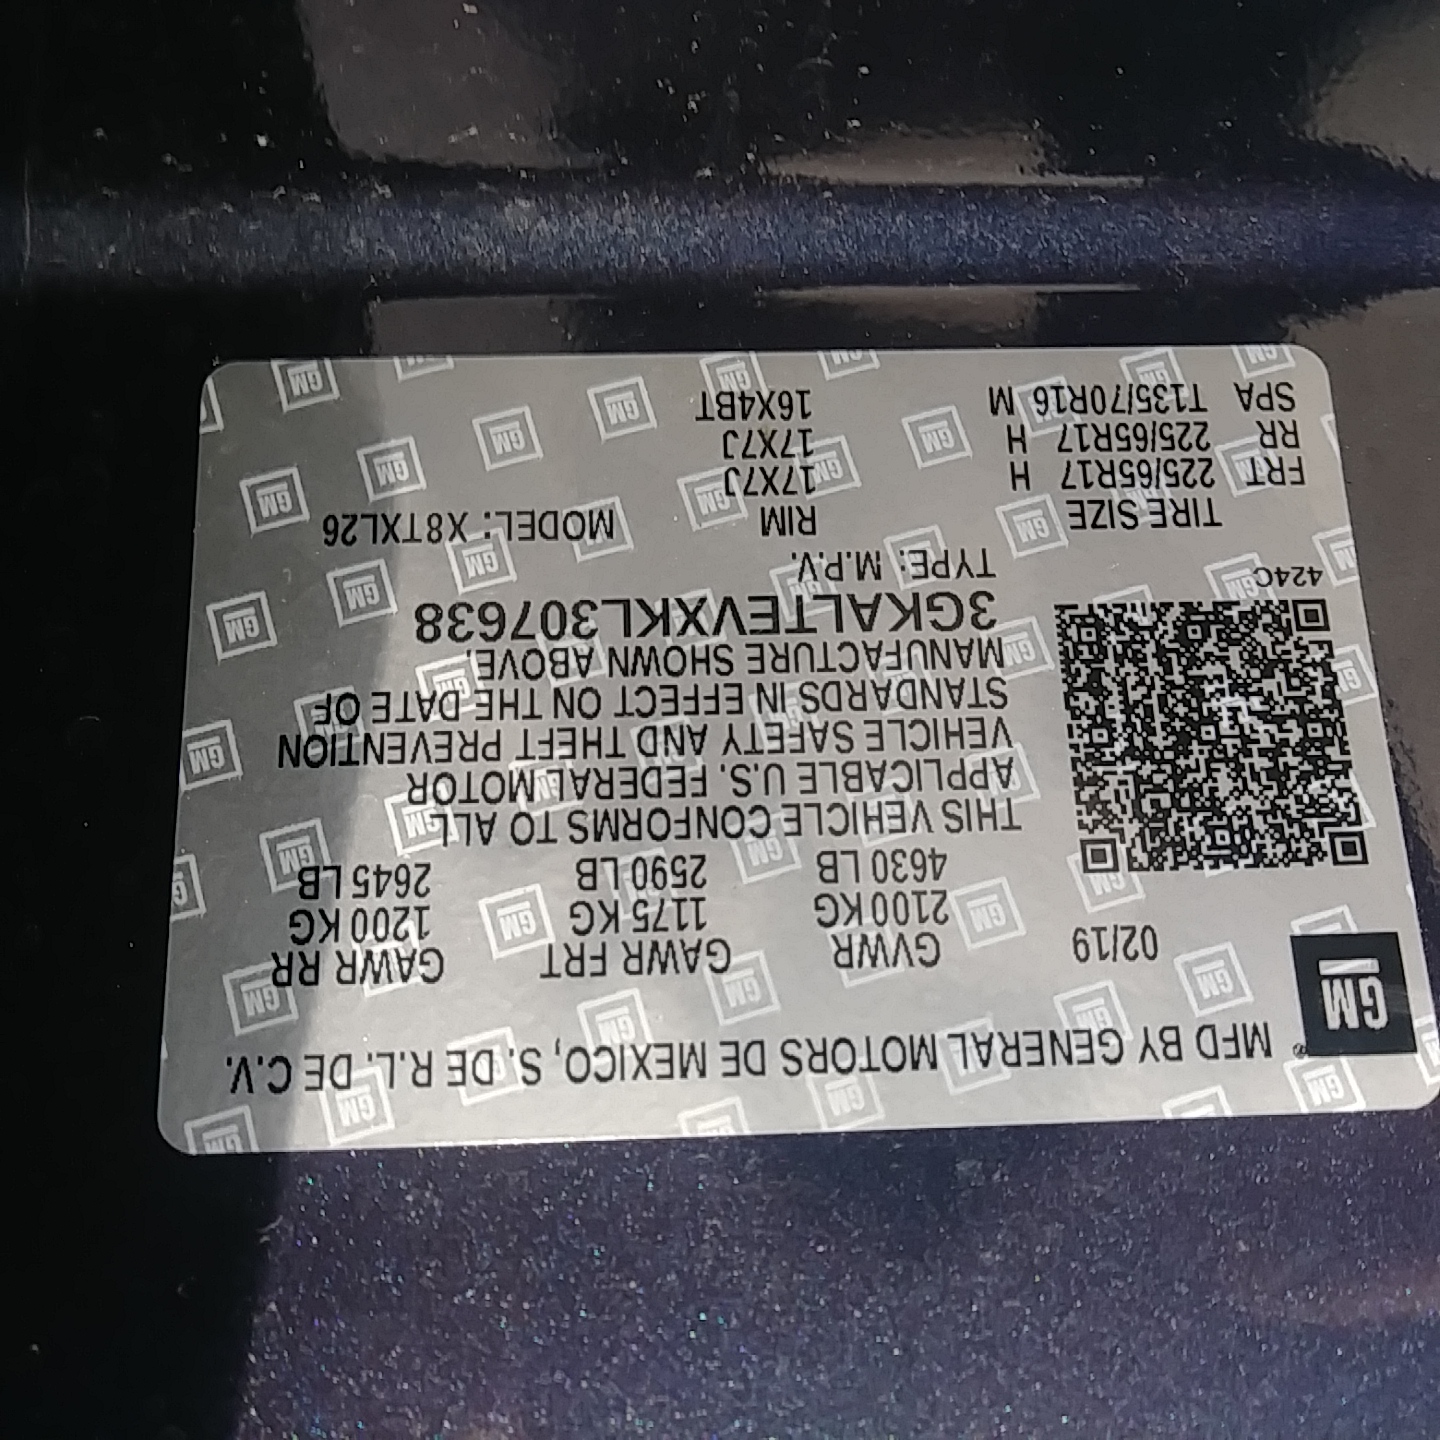 GM
MFD BY GENERAL MOTORS DE MEXICO, S. DE R.L. DE C.V.
02/19 GVWR GAWR FRT GAWR RR
2100 KG 1175 KG 1200 KG
4630 LB 2590 LB 2645 LB
THIS VEHICLE CONFORMS TO ALL
APPLICABLE U.S. FEDERAL MOTOR
VEHICLE SAFETY AND THEFT PREVENTION
STANDARDS IN EFFECT ON THE DATE OF
MANUFACTURE SHOWN ABOVE.
3GKALTEVXKL307638
424C TYPE: M.P.V.
TIRE SIZE RIM MODEL: X8TXL26
FRT 225/65R17 H 17X7J
RR 225/65R17 H 17X7J
SPA T135/70R16 M 16X4BT